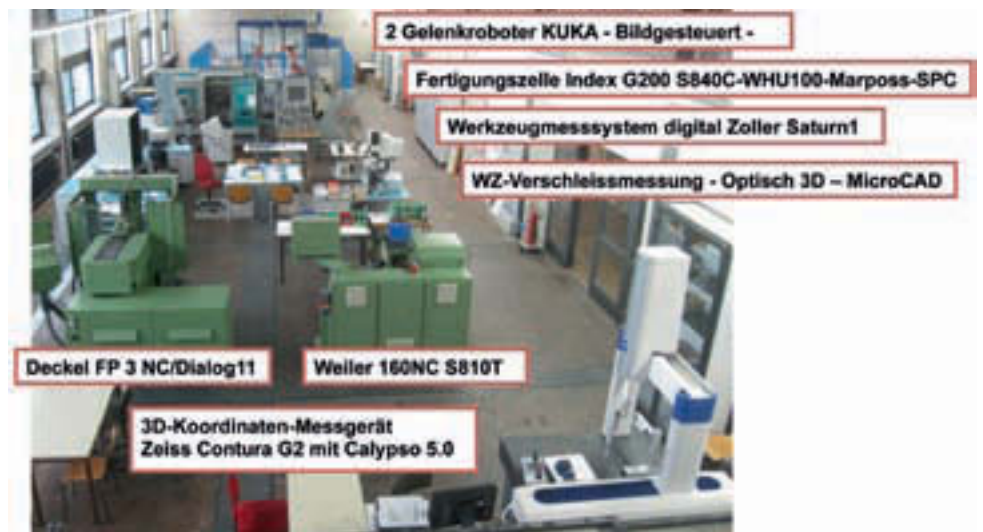 2 Gelenkroboter KUKA - Bildgesteuert -
Fertigungszelle Index G200 S840C-WHU100-Marposs-SPC
Werkzeugmesssystem digital Zoller Saturn1
WZ-Verschleissmessung - Optisch 3D – MicroCAD
Deckel FP 3 NC/Dialog11
Weiler 160NC S810T
3D-Koordinaten-Messgerät
Zeiss Contura G2 mit Calypso 5.0